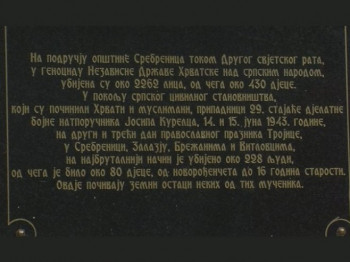 На подручју општине Сребреница током Другог свјетског рата,
у геноциду Независне Државе Хрватске над српским народом,
убијена су око 2262 лица, од чега око 430 дјеце.
У покољу српског цивилног становништва,
који су починили Хрвати и муслимани, припадници 29. стајаће дјелатне
бојне натпоручника Јосипа Курелца, 14. и 15. јуна 1943. године,
на други и трећи дан православног празника Тројице,
у Сребреници, Залазју, Брежанима и Витловцима,
на најбруталнији начин је убијено око 228 људи,
од чега је било око 80 дјеце, од новорођенчета до 16 година старости.
Овдје почивају земни остаци неких од тих мученика.